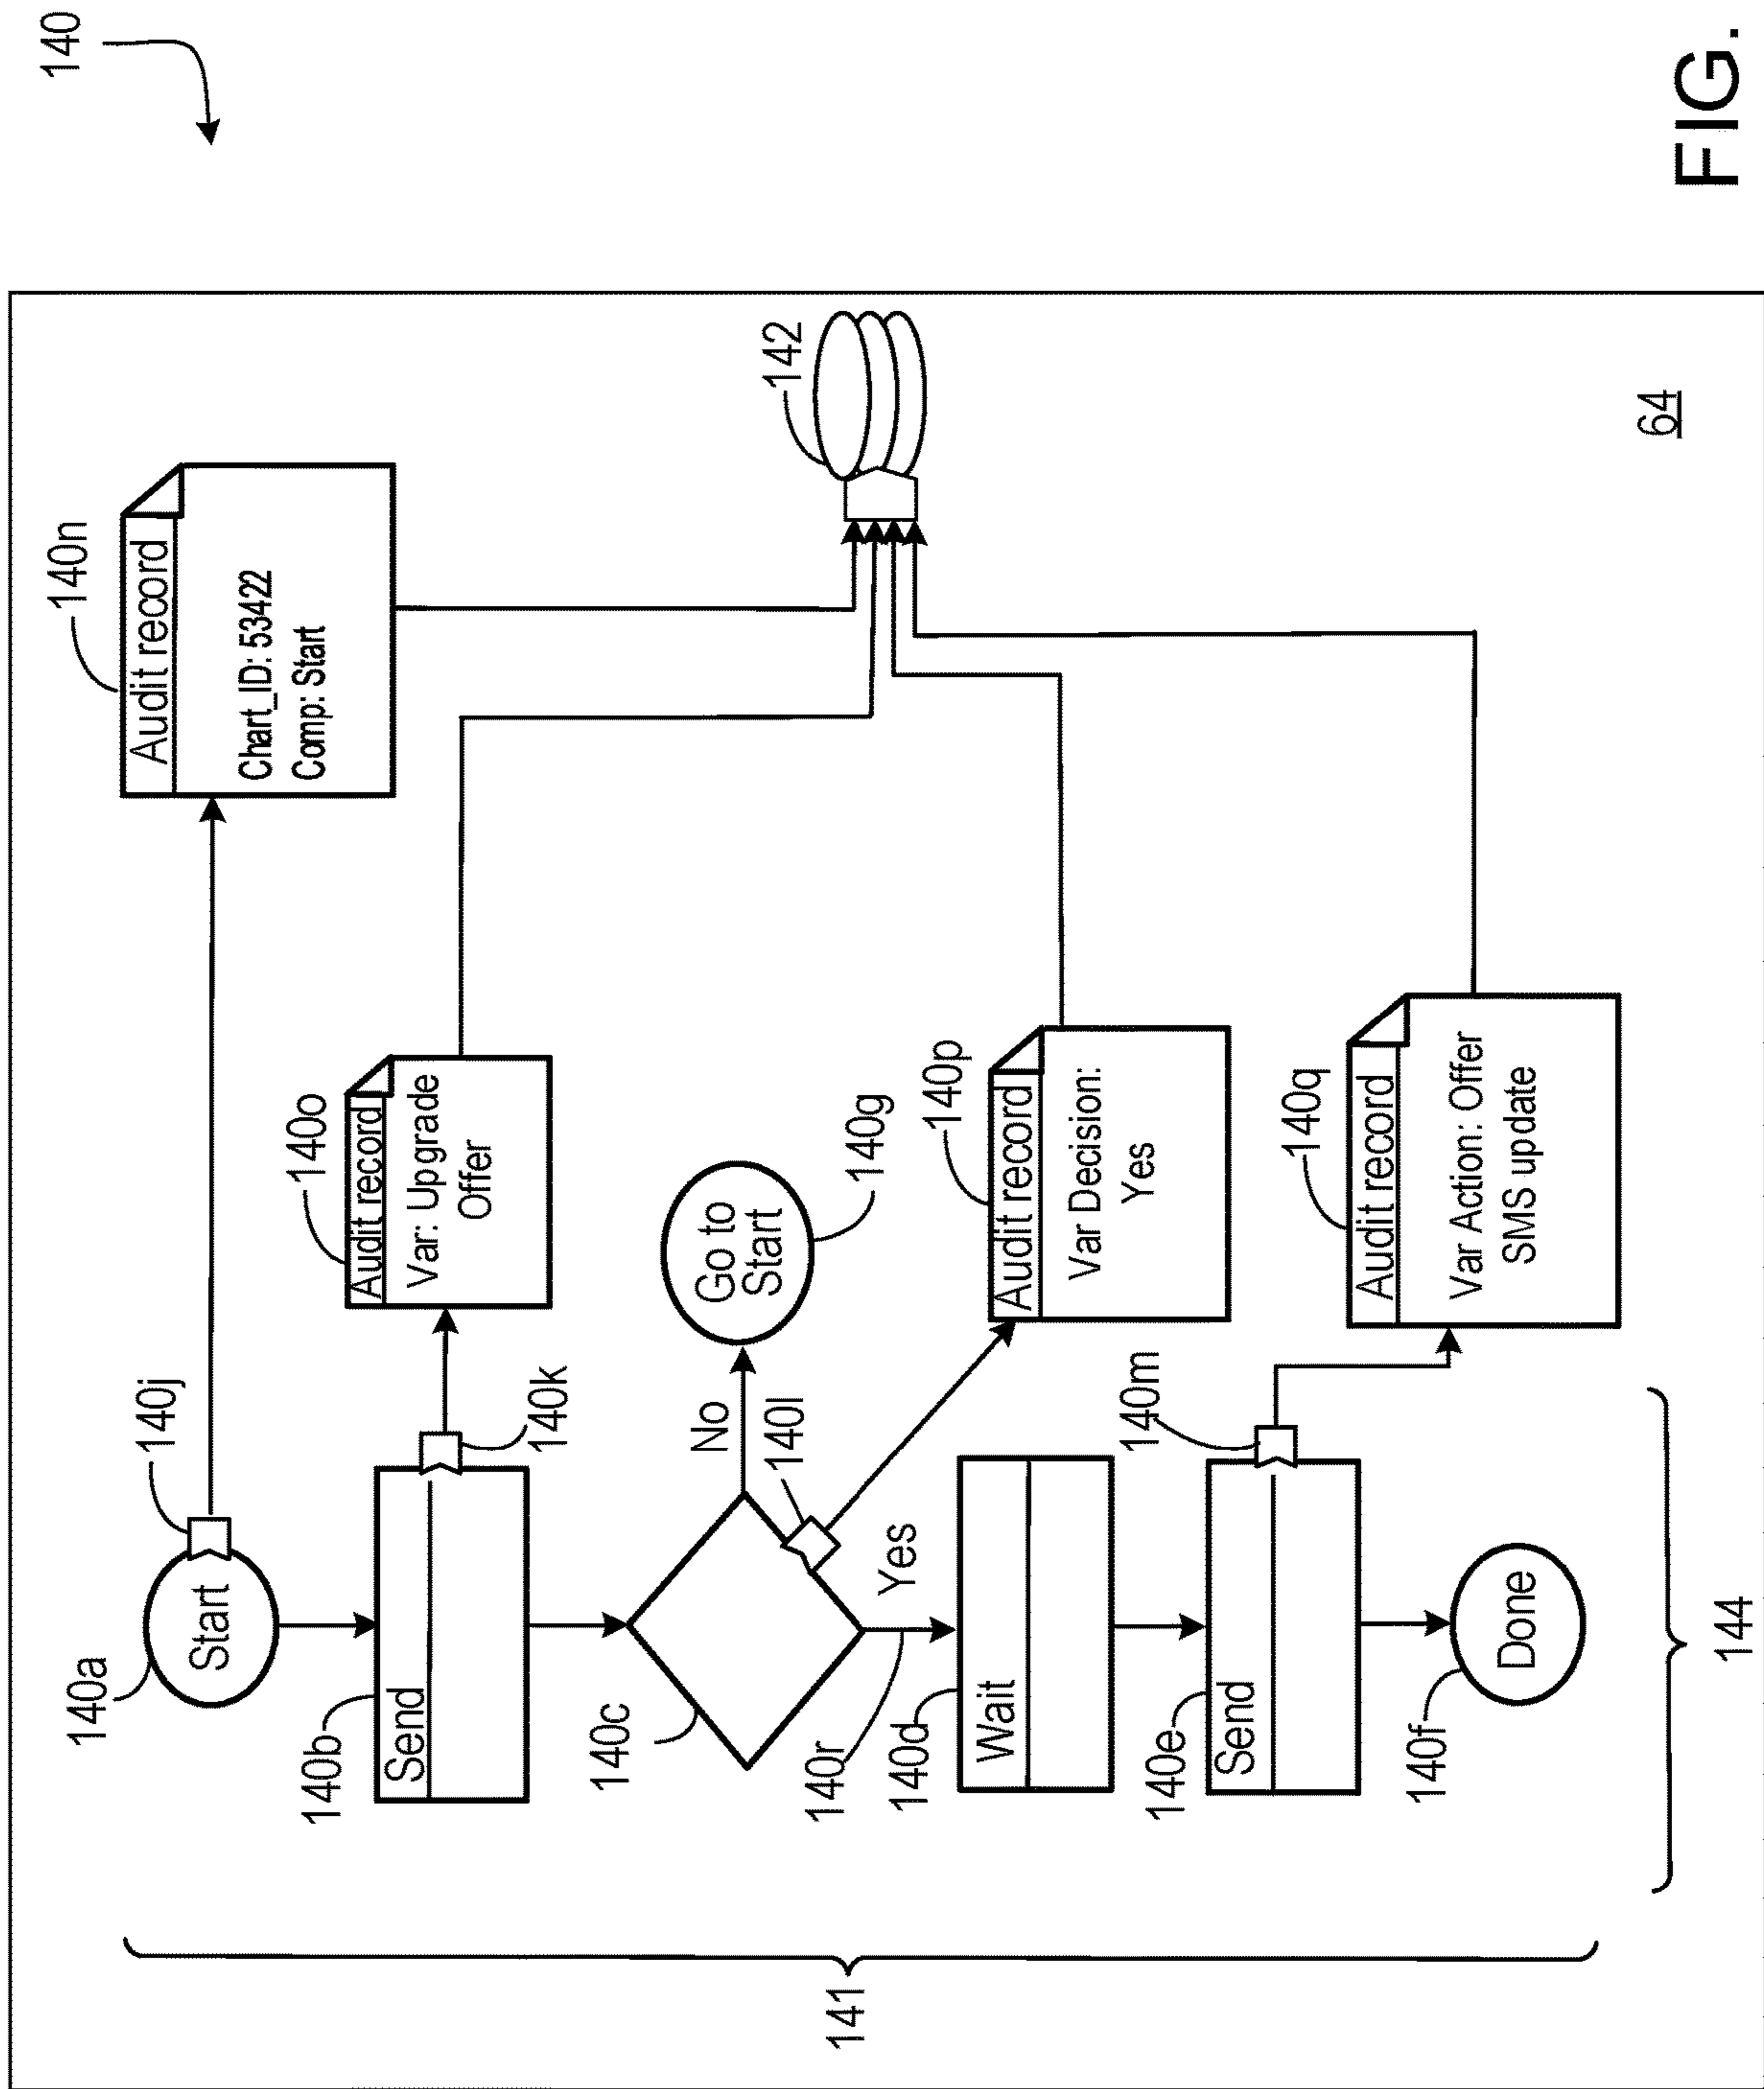 140
140n
Audit record
Chart_ID: 53422
Comp: Start
140j
140a
Start
142
140o
Audit record
Var: Upgrade
Offer
140k
140b
Send
140g
Go to
Start
No
140l
140c
Yes
140r
140p
Audit record
Var Decision:
Yes
140d
Wait
140m
140e
Send
140q
Audit record
Var Action: Offer
SMS update
140f
Done
141
144
64
FIG.